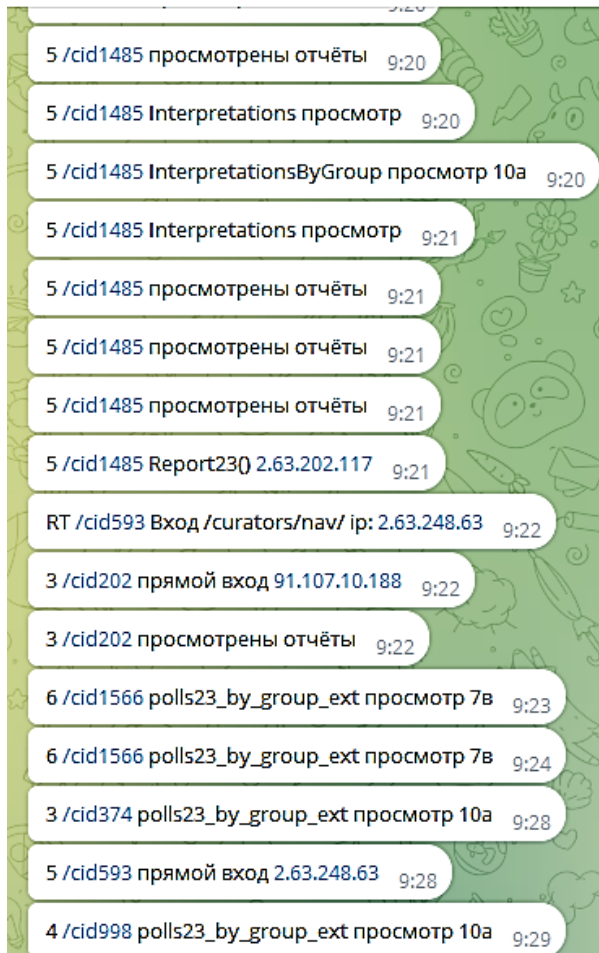 5 /cid1485 просмотрены отчёты 9:20
5 /cid1485 Interpretations просмотр 9:20
5 /cid1485 InterpretationsByGroup просмотр 10а 9:20
5 /cid1485 Interpretations просмотр 9:21
5 /cid1485 просмотрены отчёты 9:21
5 /cid1485 просмотрены отчёты 9:21
5 /cid1485 просмотрены отчёты 9:21
5 /cid1485 Report23() 2.63.202.117 9:21
RT /cid593 Вход /curators/nav/ ip: 2.63.248.63 9:22
3 /cid202 прямой вход 91.107.10.188 9:22
3 /cid202 просмотрены отчёты 9:22
6 /cid1566 polls23_by_group_ext просмотр 7в 9:23
6 /cid1566 polls23_by_group_ext просмотр 7в 9:24
3 /cid374 polls23_by_group_ext просмотр 10а 9:28
5 /cid593 прямой вход 2.63.248.63 9:28
4 /cid998 polls23_by_group_ext просмотр 10а 9:29